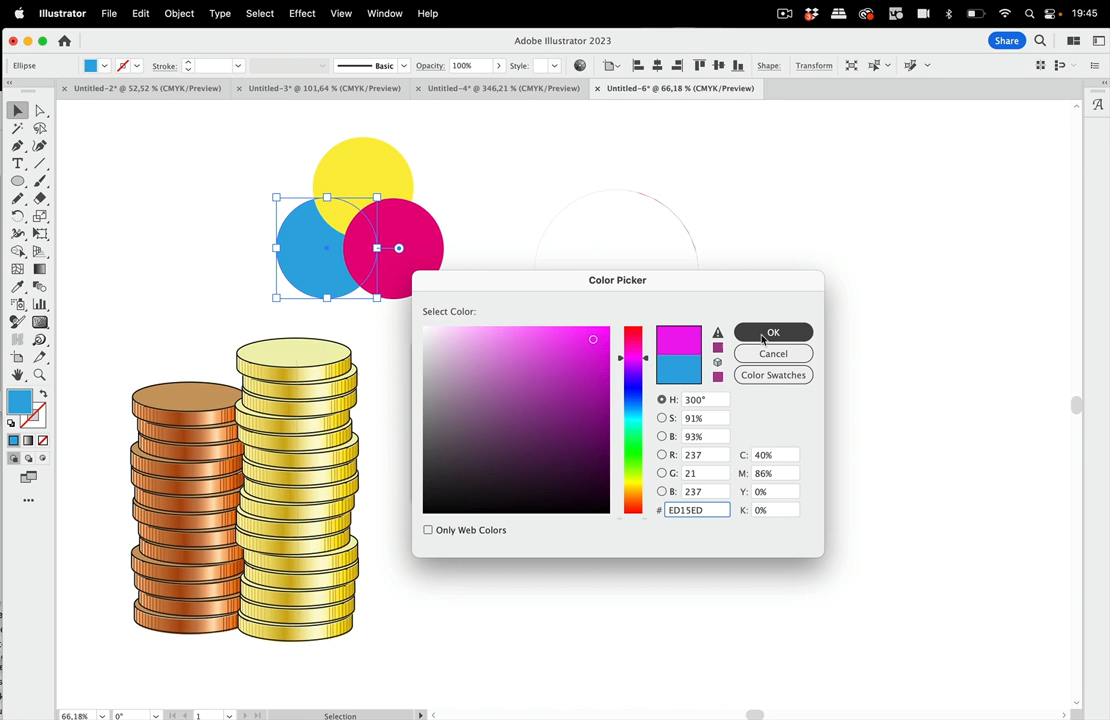 Illustrator File Edit Object Type Select Effect View Window Help 3 19:45
Adobe Illustrator 2023 Share
Ellipse Stroke: Basic Opacity: 100% Style: Shape: Transform
Untitled-2* @ 52,52 % (CMYK/Preview) Untitled-3* @ 101,64 % (CMYK/Preview) Untitled-4* @ 346,21 % (CMYK/Preview) Untitled-6* @ 66,18 % (CMYK/Preview)
Color Picker
Select Color:
OK
Cancel
Color Swatches
H: 300°
S: 91%
B: 93%
R: 237 C: 40%
G: 21 M: 86%
B: 237 Y: 0%
# ED15ED K: 0%
Only Web Colors
66,18% 0° 1 Selection